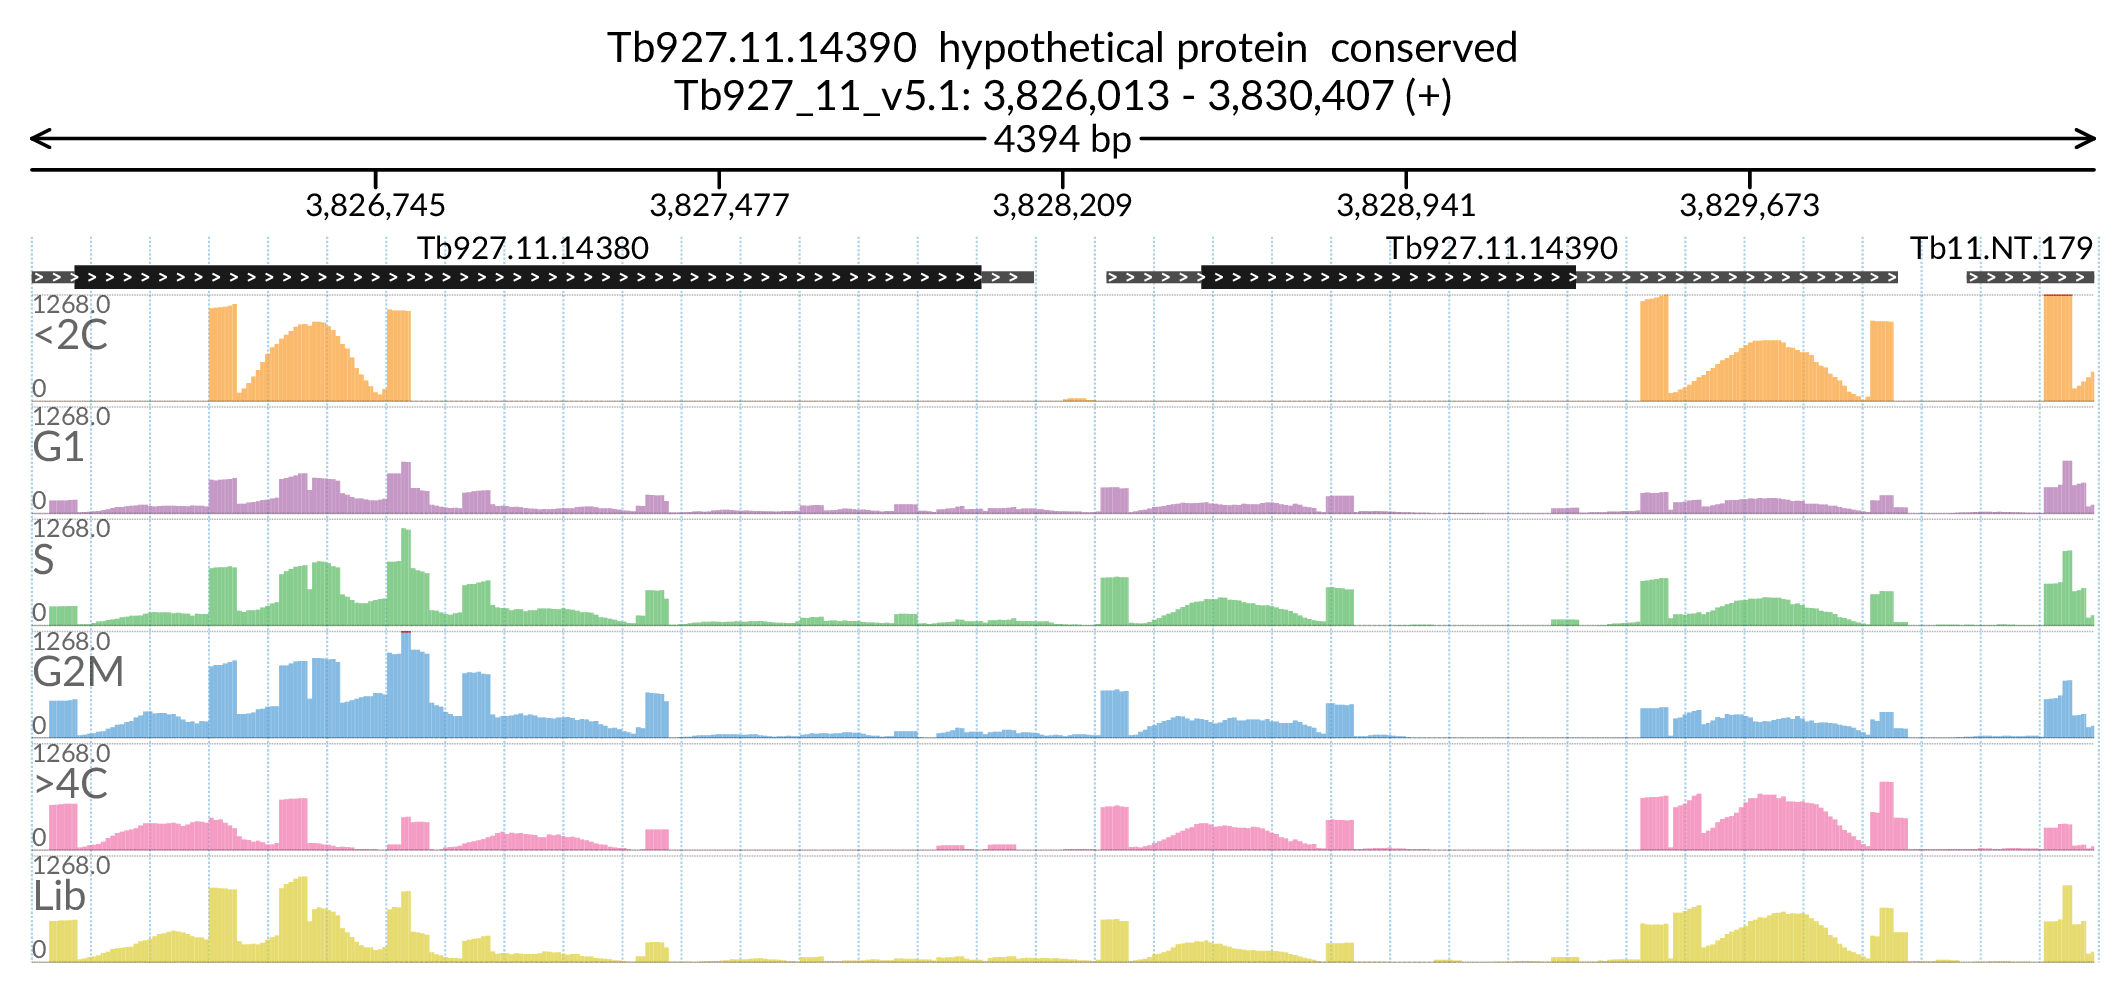 Tb927.11.14390  hypothetical protein  conserved
Tb927_11_v5.1: 3,826,013 - 3,830,407 (+)
4394 bp
3,826,745 3,827,477 3,828,209 3,828,941 3,829,673
Tb927.11.14380 Tb927.11.14390 Tb11.NT.179
1268.0
<2C
0
1268.0
G1
0
1268.0
S
0
1268.0
G2M
0
1268.0
>4C
0
1268.0
Lib
0